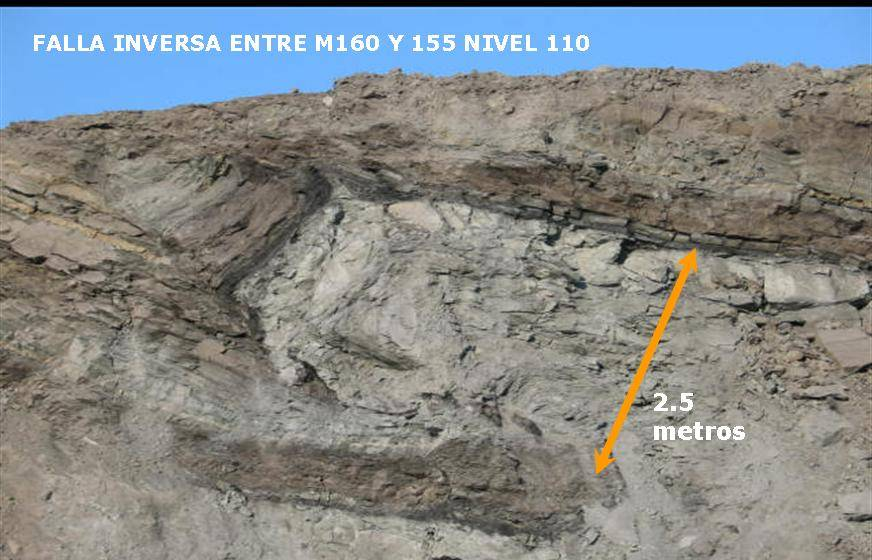 FALLA INVERSA ENTRE M160 Y 155 NIVEL 110
2.5
metros